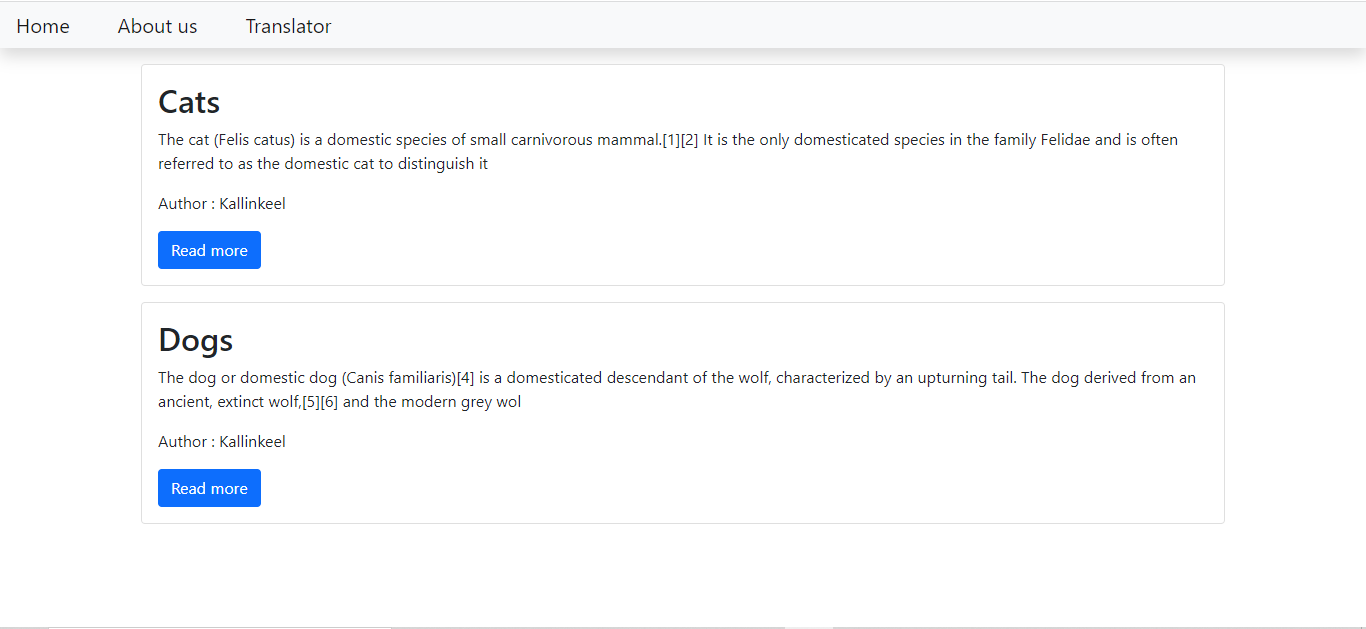 Home About us Translator
Cats
The cat (Felis catus) is a domestic species of small carnivorous mammal.[1][2] It is the only domesticated species in the family Felidae and is often
referred to as the domestic cat to distinguish it
Author : Kallinkeel
Read more
Dogs
The dog or domestic dog (Canis familiaris)[4] is a domesticated descendant of the wolf, characterized by an upturning tail. The dog derived from an
ancient, extinct wolf,[5][6] and the modern grey wol
Author : Kallinkeel
Read more